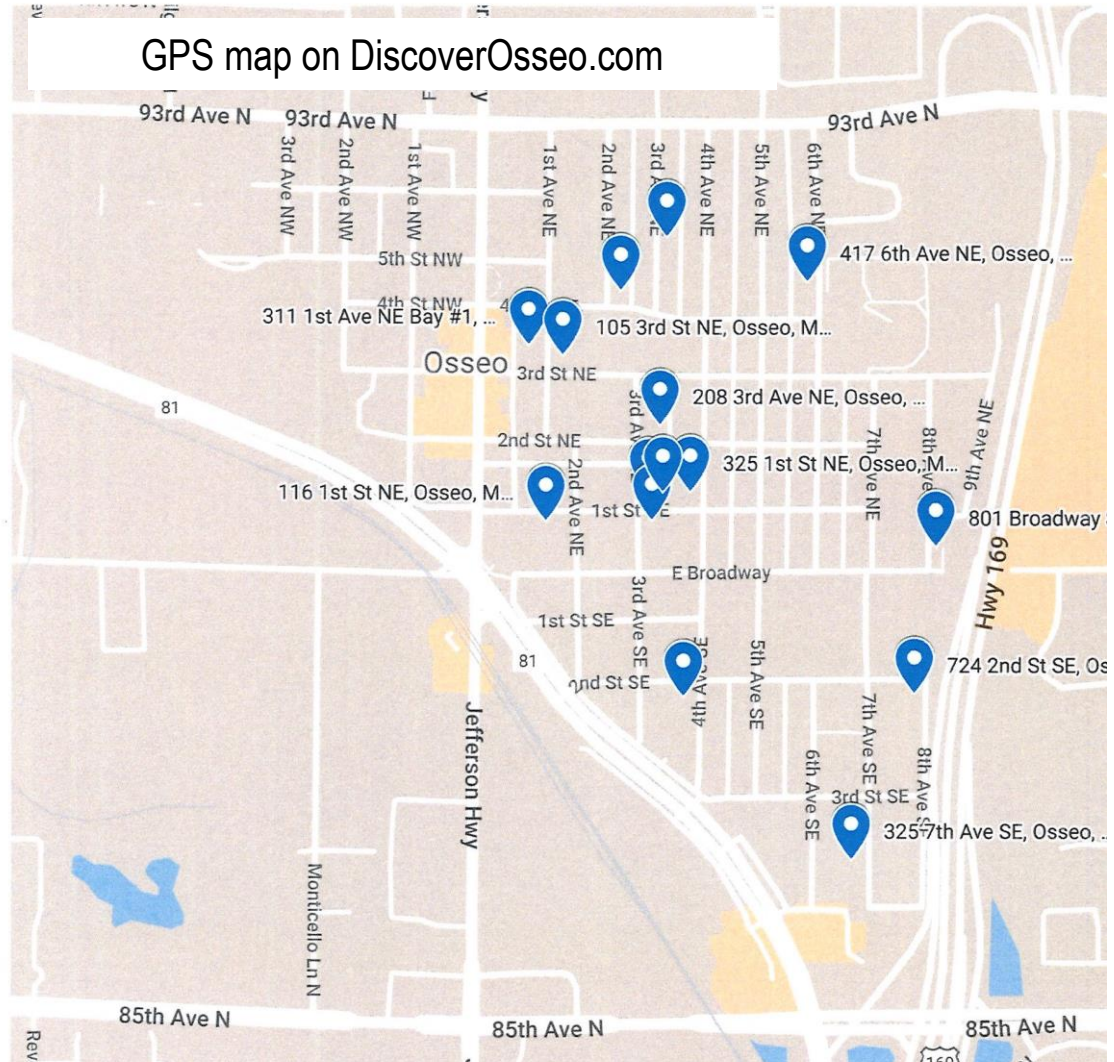 GPS map on DiscoverOsseo.com
93rd Ave N
93rd Ave N
93rd Ave N
3rd Ave NW
2nd Ave NW
1st Ave NW
1st Ave NE
2nd Ave NE
4th Ave NE
5th Ave NE
6th Ave NE
5th St NW
417 6th Ave NE, Osseo, ...
4th St NW
311 1st Ave NE Bay #1, ...
105 3rd St NE, Osseo, M...
Osseo
3rd St NE
208 3rd Ave NE, Osseo, ...
81
2nd St NE
325 1st St NE, Osseo, M...
7th Ave NE
9th Ave NE
116 1st St NE, Osseo, M...
2nd Ave NE
1st St
801 Broadway
E Broadway
Hwy 169
3rd Ave SE
1st St SE
81
2nd St SE
5th Ave SE
724 2nd St SE, Os
Jefferson Hwy
7th Ave SE
6th Ave SE
3rd St SE
325 7th Ave SE, Osseo, ...
Monticello Ln N
85th Ave N
85th Ave N
85th Ave N
169